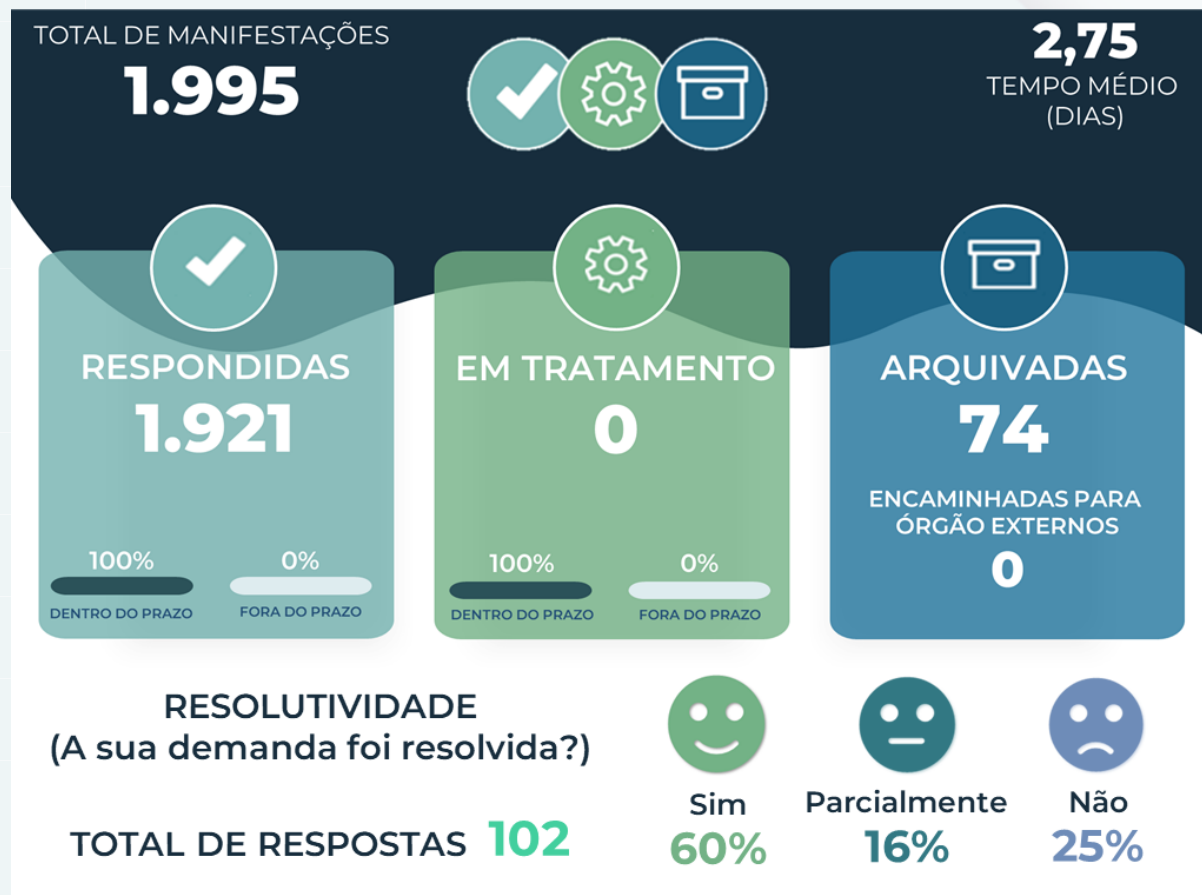 TOTAL DE MANIFESTAÇÕES
1.995
2,75
TEMPO MÉDIO
(DIAS)
RESPONDIDAS
1.921
100%
DENTRO DO PRAZO
0%
FORA DO PRAZO
EM TRATAMENTO
0
100%
DENTRO DO PRAZO
0%
FORA DO PRAZO
ARQUIVADAS
74
ENCAMINHADAS PARA
ÓRGÃO EXTERNOS
0
RESOLUTIVIDADE
(A sua demanda foi resolvida?)
TOTAL DE RESPOSTAS 102
Sim
60%
Parcialmente
16%
Não
25%